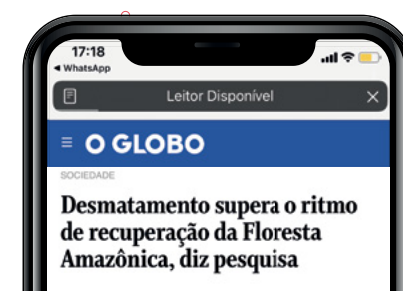 17:18
◀ WhatsApp
Leitor Disponível
O GLOBO
SOCIEDADE
Desmatamento supera o ritmo
de recuperação da Floresta
Amazônica, diz pesquisa